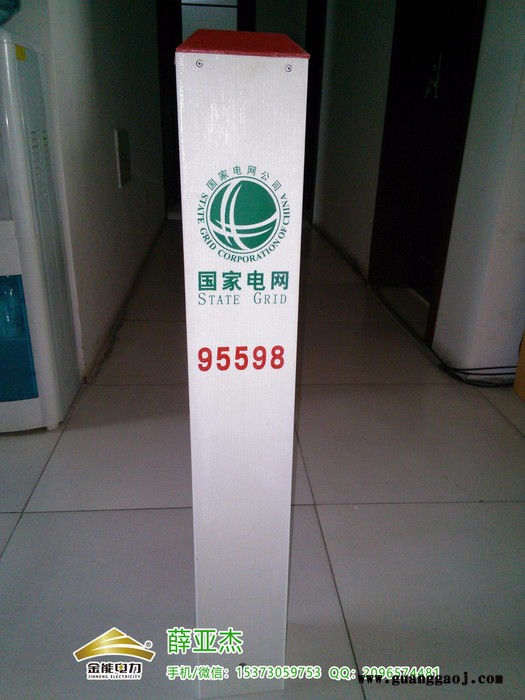 国家电网公司
STATE GRID CORPORATION OF CHINA
国家电网
STATE GRID
95598
金能电力
JINNENG ELECTRICITY
薛亚杰
手机/微信：15373059753 QQ：2096574481
www.guanggaoj.com